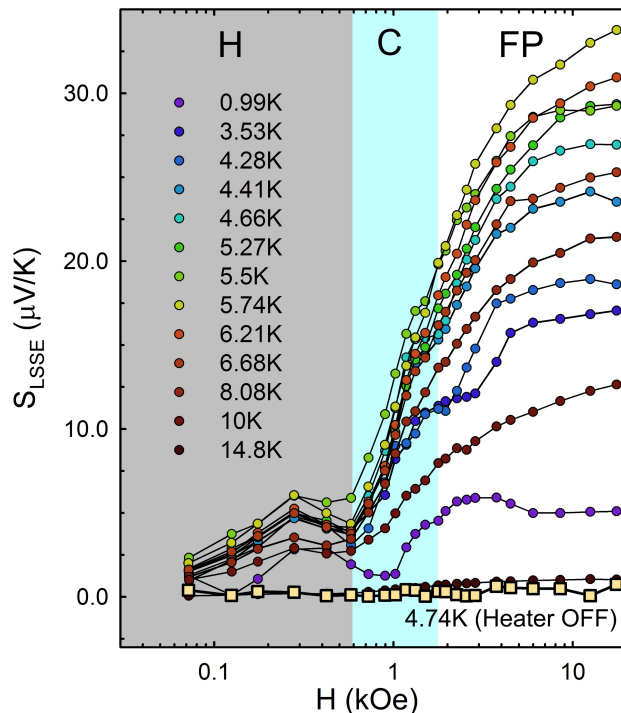 H C FP
30.0
20.0
10.0
0.0
S_LSSE (μV/K)
0.99K
3.53K
4.28K
4.41K
4.66K
5.27K
5.5K
5.74K
6.21K
6.68K
8.08K
10K
14.8K
4.74K (Heater OFF)
0.1 1 10
H (kOe)